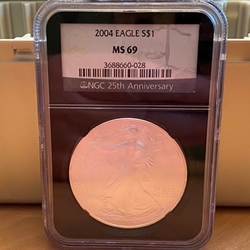 2004 EAGLE S$1
MS 69
3688660-028
NGC 25th Anniversary